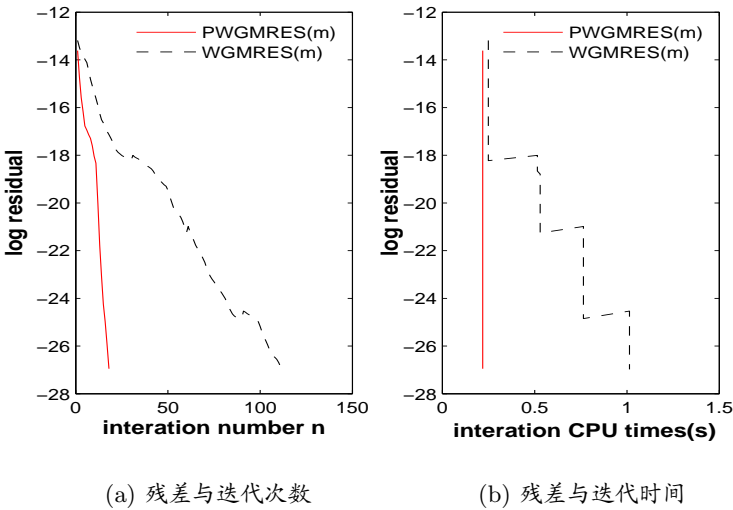 −12
−14
−16
−18
−20
−22
−24
−26
−28
log residual
PWGMRES(m)
WGMRES(m)
0
50
100
150
interation number n
(a) 残差与迭代次数
−12
−14
−16
−18
−20
−22
−24
−26
−28
log residual
PWGMRES(m)
WGMRES(m)
0
0.5
1
1.5
interation CPU times(s)
(b) 残差与迭代时间